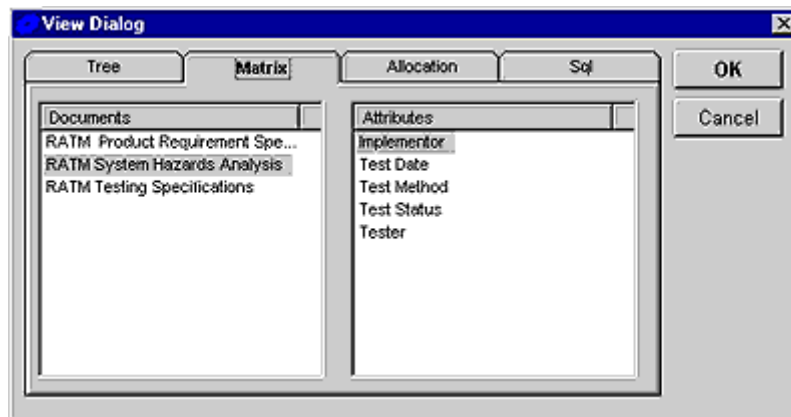 View Dialog
Tree Matrix Allocation Sql
OK
Cancel
Documents
RATM Product Requirement Spe...
RATM System Hazards Analysis
RATM Testing Specifications
Attributes
Implementor
Test Date
Test Method
Test Status
Tester